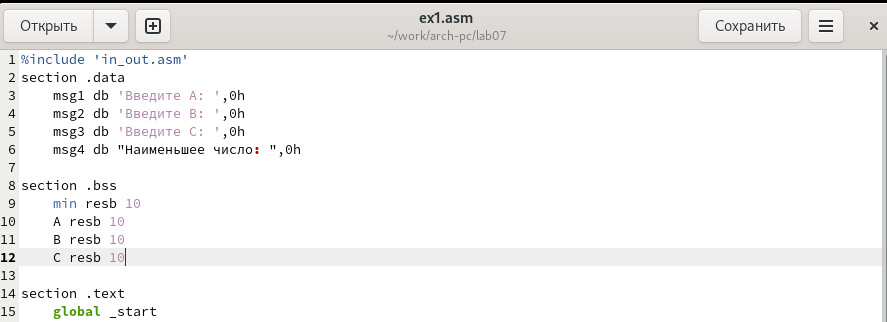 Открыть
ex1.asm
~/work/arch-pc/lab07
Сохранить
1 %include 'in_out.asm'
2 section .data
3     msg1 db 'Введите A: ',0h
4     msg2 db 'Введите B: ',0h
5     msg3 db 'Введите C: ',0h
6     msg4 db "Наименьшее число: ",0h
7
8 section .bss
9     min resb 10
10     A resb 10
11     B resb 10
12     C resb 10
13
14 section .text
15     global _start